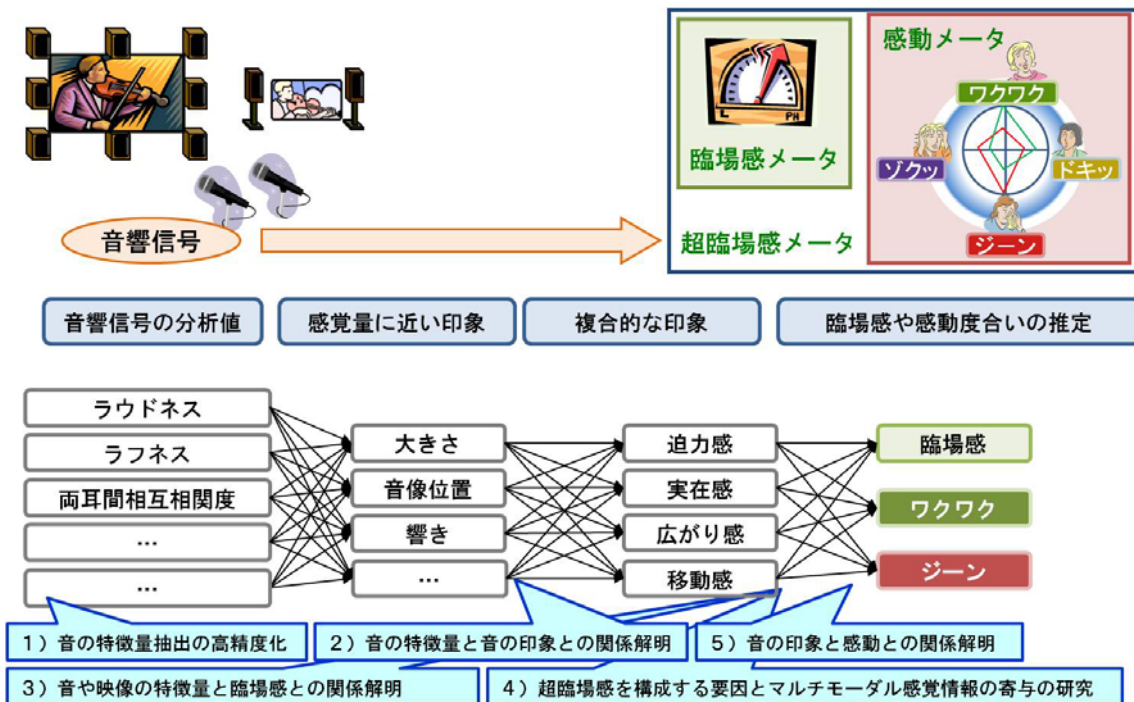 感動メータ
ワクワク
L PH
臨場感メータ
ゾクッ
ドキッ
音響信号
超臨場感メータ
ジーン
音響信号の分析値
感覚量に近い印象
複合的な印象
臨場感や感動度合いの推定
ラウドネス
ラフネス
両耳間相互相関度
…
…
大きさ
音像位置
響き
…
迫力感
実在感
広がり感
移動感
臨場感
ワクワク
ジーン
1）音の特徴量抽出の高精度化
2）音の特徴量と音の印象との関係解明
5）音の印象と感動との関係解明
3）音や映像の特徴量と臨場感との関係解明
4）超臨場感を構成する要因とマルチモーダル感覚情報の寄与の研究